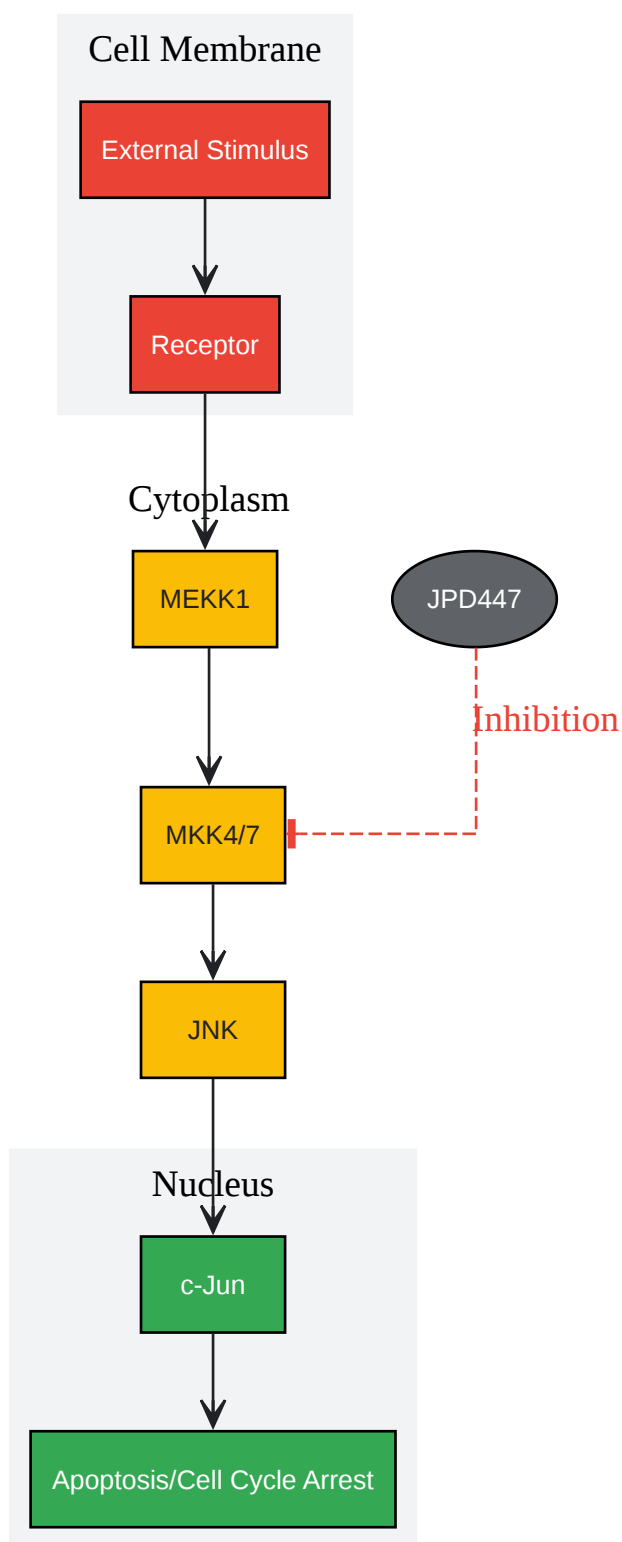 Cell Membrane
External Stimulus
Receptor
Cytoplasm
MEKK1
JPD447
Inhibition
MKK4/7
JNK
Nucleus
c-Jun
Apoptosis/Cell Cycle Arrest